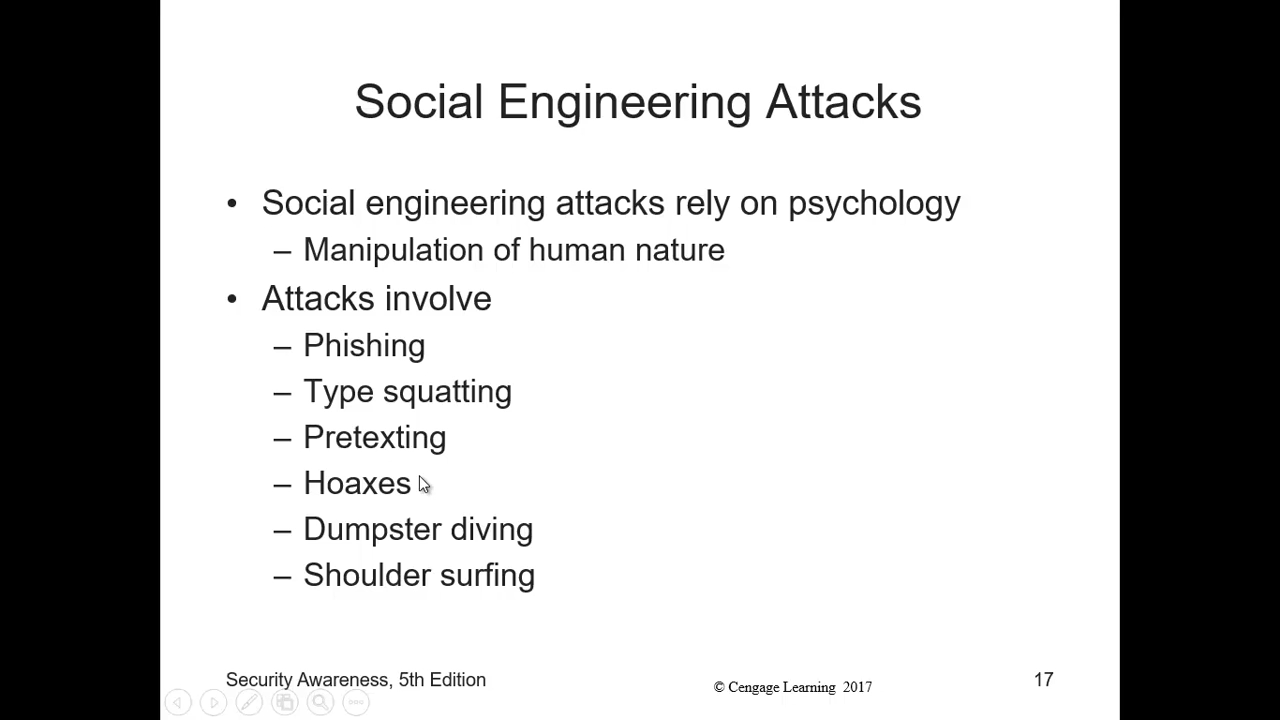 Social Engineering Attacks
• Social engineering attacks rely on psychology
– Manipulation of human nature
• Attacks involve
– Phishing
– Type squatting
– Pretexting
– Hoaxes
– Dumpster diving
– Shoulder surfing
Security Awareness, 5th Edition
© Cengage Learning 2017
17